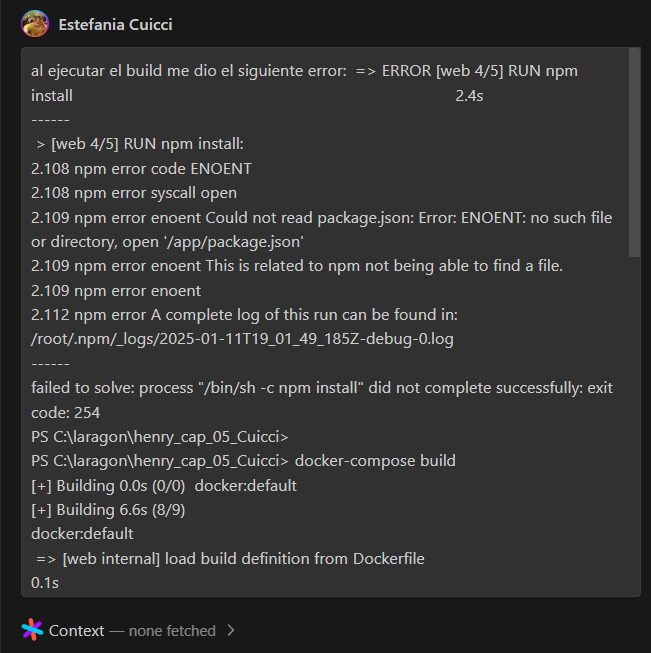 Estefania Cuicci
al ejecutar el build me dio el siguiente error:  => ERROR [web 4/5] RUN npm
install 2.4s
------
> [web 4/5] RUN npm install:
2.108 npm error code ENOENT
2.108 npm error syscall open
2.109 npm error enoent Could not read package.json: Error: ENOENT: no such file
or directory, open '/app/package.json'
2.109 npm error enoent This is related to npm not being able to find a file.
2.109 npm error enoent
2.112 npm error A complete log of this run can be found in:
/root/.npm/_logs/2025-01-11T19_01_49_185Z-debug-0.log
------
failed to solve: process "/bin/sh -c npm install" did not complete successfully: exit
code: 254
PS C:\laragon\henry_cap_05_Cuicci>
PS C:\laragon\henry_cap_05_Cuicci> docker-compose build
[+] Building 0.0s (0/0)  docker:default
[+] Building 6.6s (8/9)
docker:default
=> [web internal] load build definition from Dockerfile
0.1s
Context — none fetched >